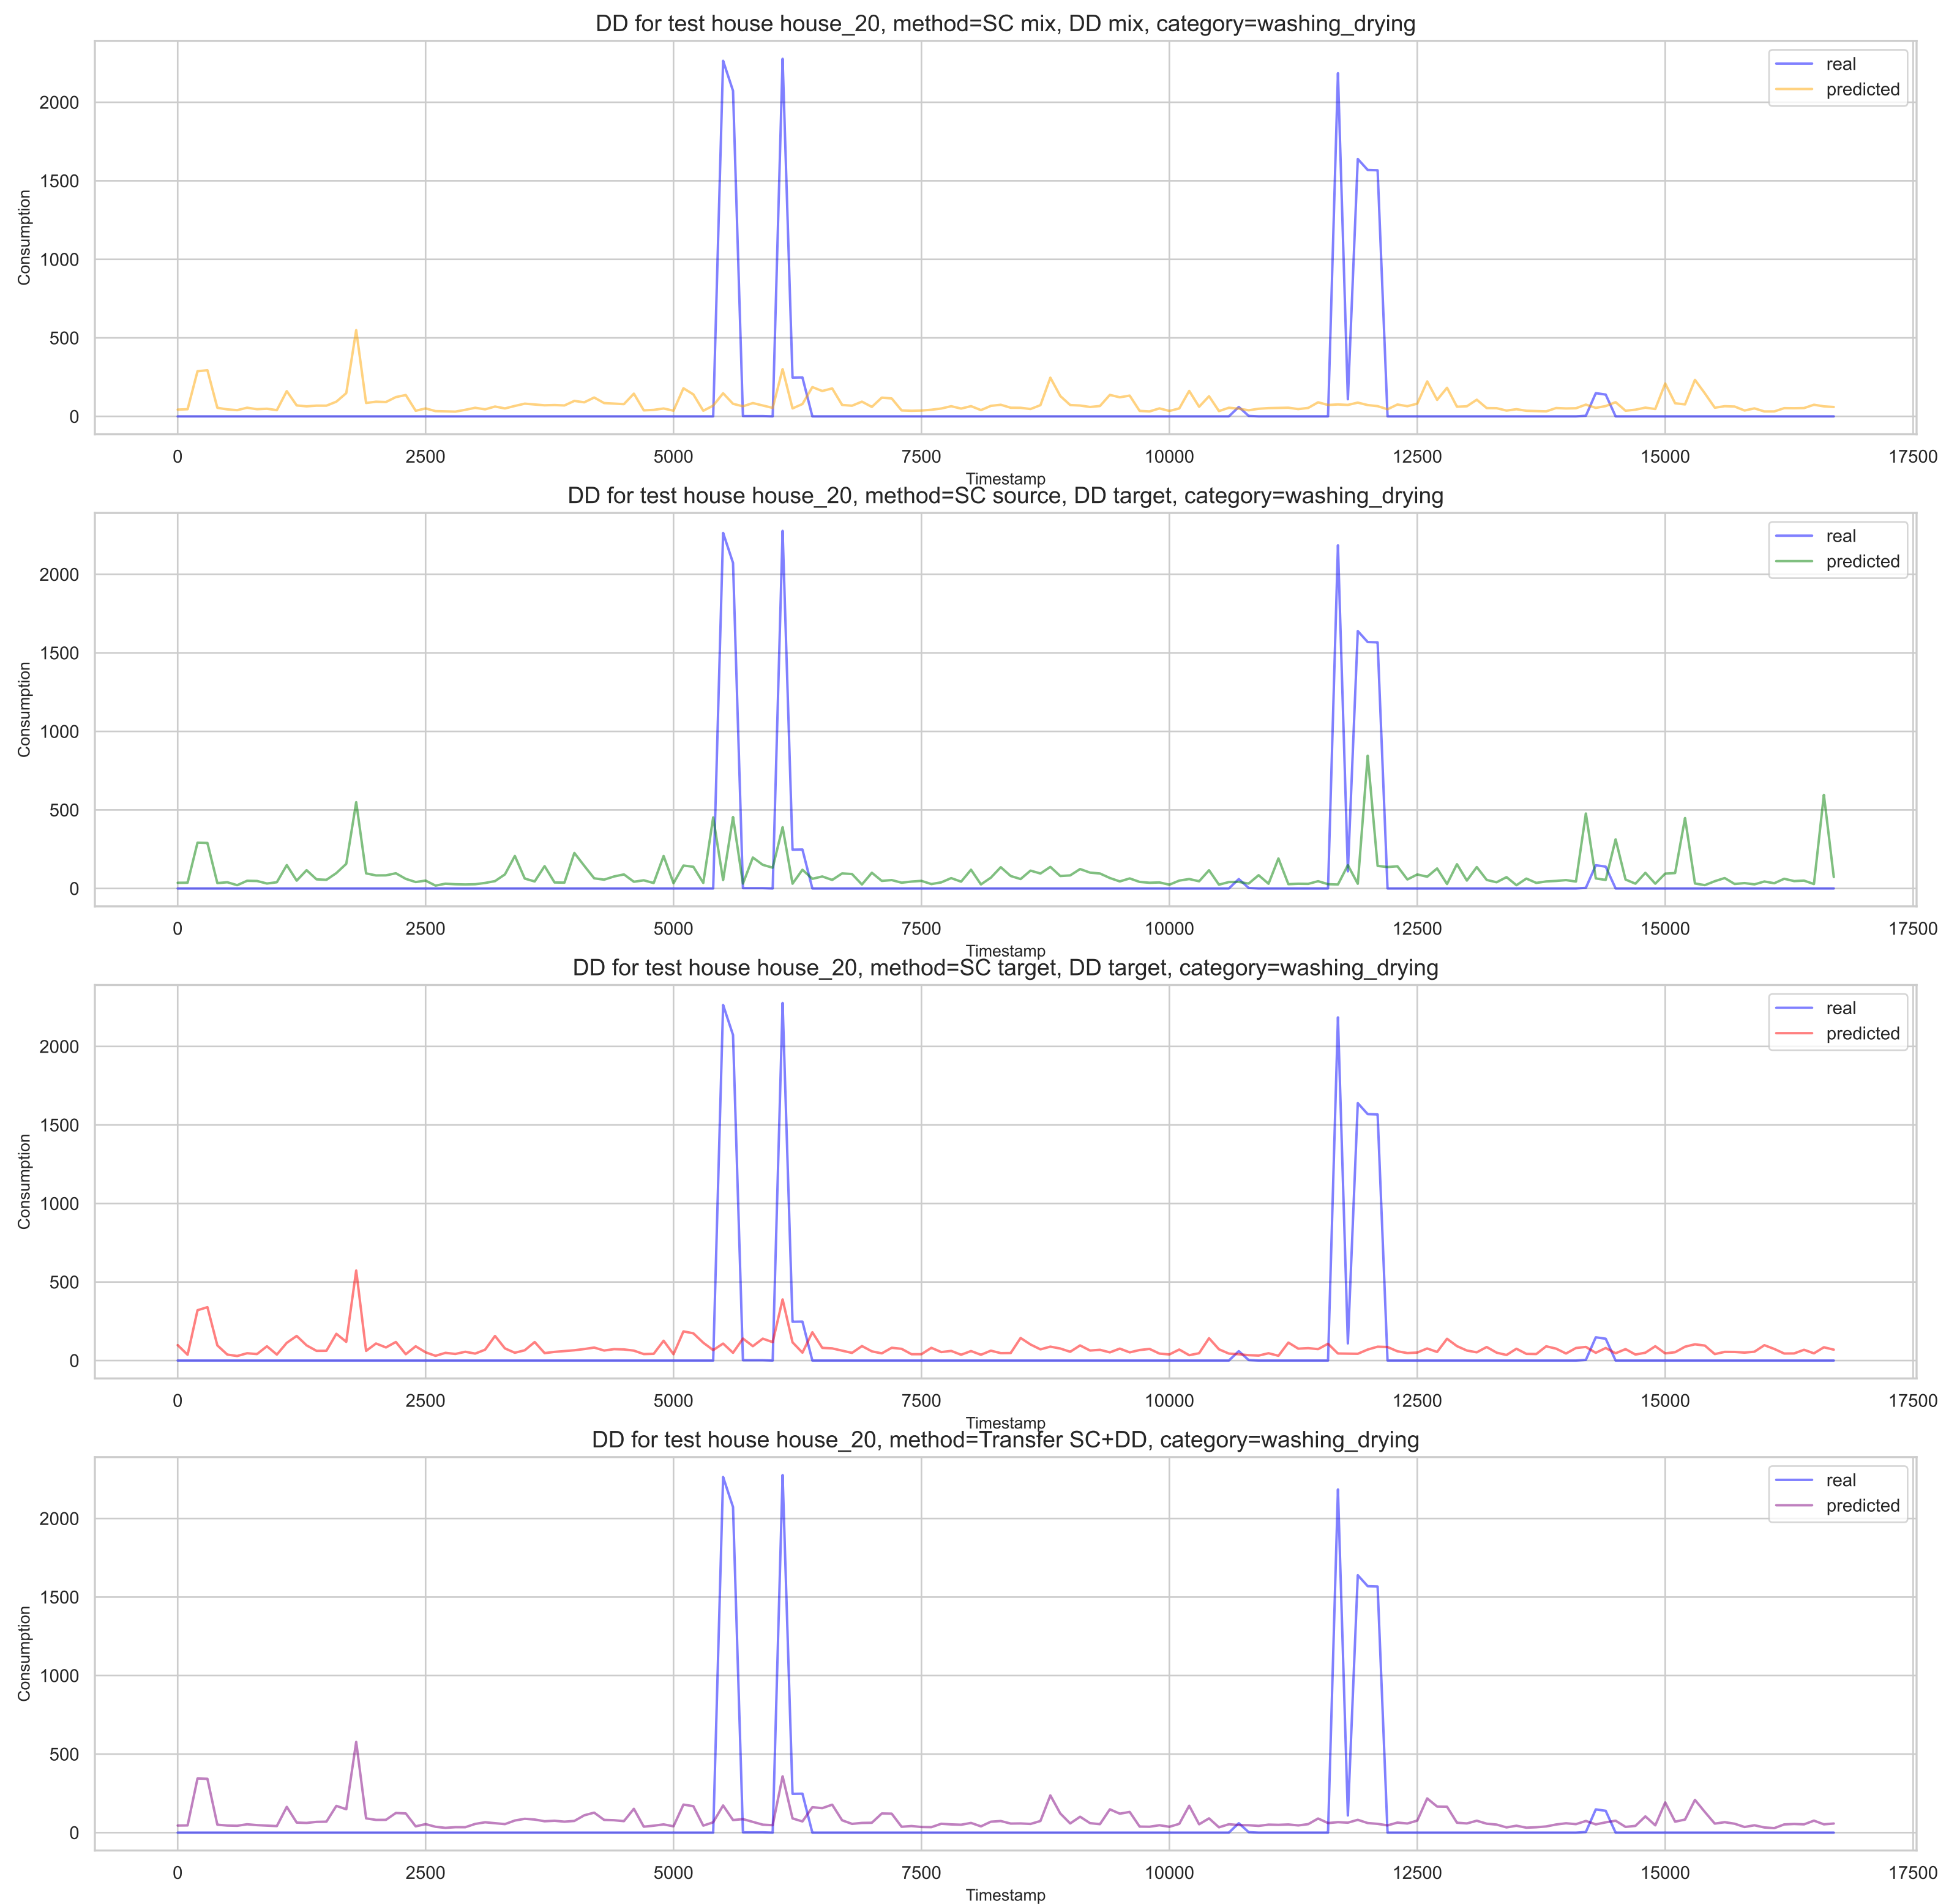 DD for test house house_20, method=SC mix, DD mix, category=washing_drying
real
predicted
2000
1500
1000
500
0
Consumption
0 2500 5000 7500 10000 12500 15000 17500
Timestamp
DD for test house house_20, method=SC source, DD target, category=washing_drying
real
predicted
2000
1500
1000
500
0
Consumption
0 2500 5000 7500 10000 12500 15000 17500
Timestamp
DD for test house house_20, method=SC target, DD target, category=washing_drying
real
predicted
2000
1500
1000
500
0
Consumption
0 2500 5000 7500 10000 12500 15000 17500
Timestamp
DD for test house house_20, method=Transfer SC+DD, category=washing_drying
real
predicted
2000
1500
1000
500
0
Consumption
0 2500 5000 7500 10000 12500 15000 17500
Timestamp